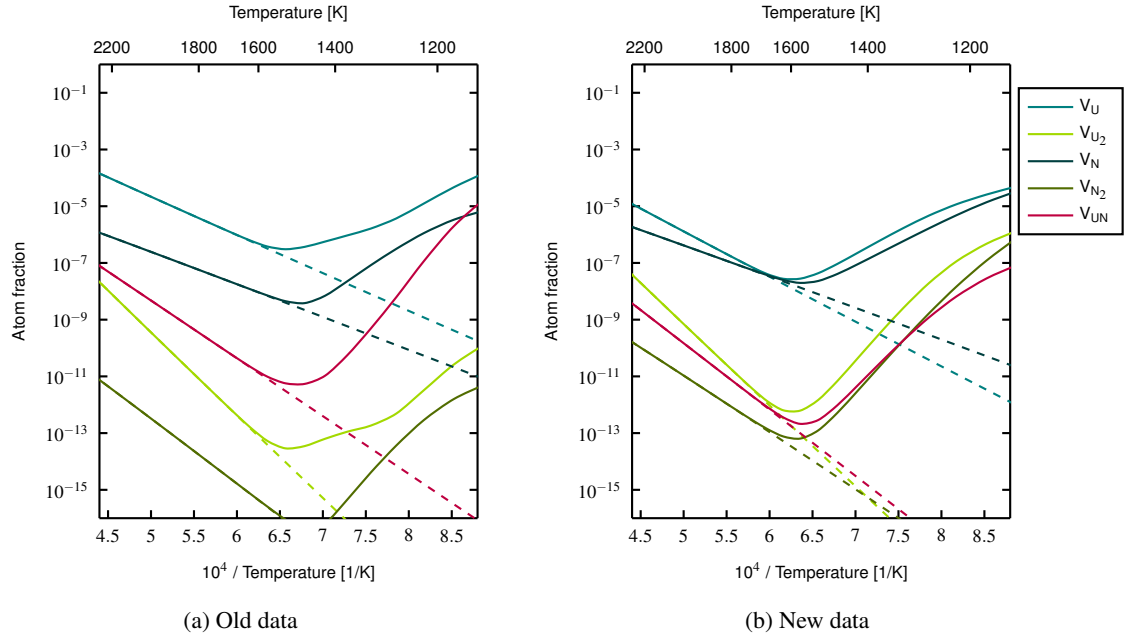 Temperature [K]
2200 1800 1600 1400 1200
10⁻¹
10⁻³
10⁻⁵
10⁻⁷
10⁻⁹
10⁻¹¹
10⁻¹³
10⁻¹⁵
Atom fraction
4.5 5 5.5 6 6.5 7 7.5 8 8.5
10⁴ / Temperature [1/K]
(a) Old data
Temperature [K]
2200 1800 1600 1400 1200
10⁻¹
10⁻³
10⁻⁵
10⁻⁷
10⁻⁹
10⁻¹¹
10⁻¹³
10⁻¹⁵
Atom fraction
4.5 5 5.5 6 6.5 7 7.5 8 8.5
10⁴ / Temperature [1/K]
(b) New data
V_U
V_U₂
V_N
V_N₂
V_UN